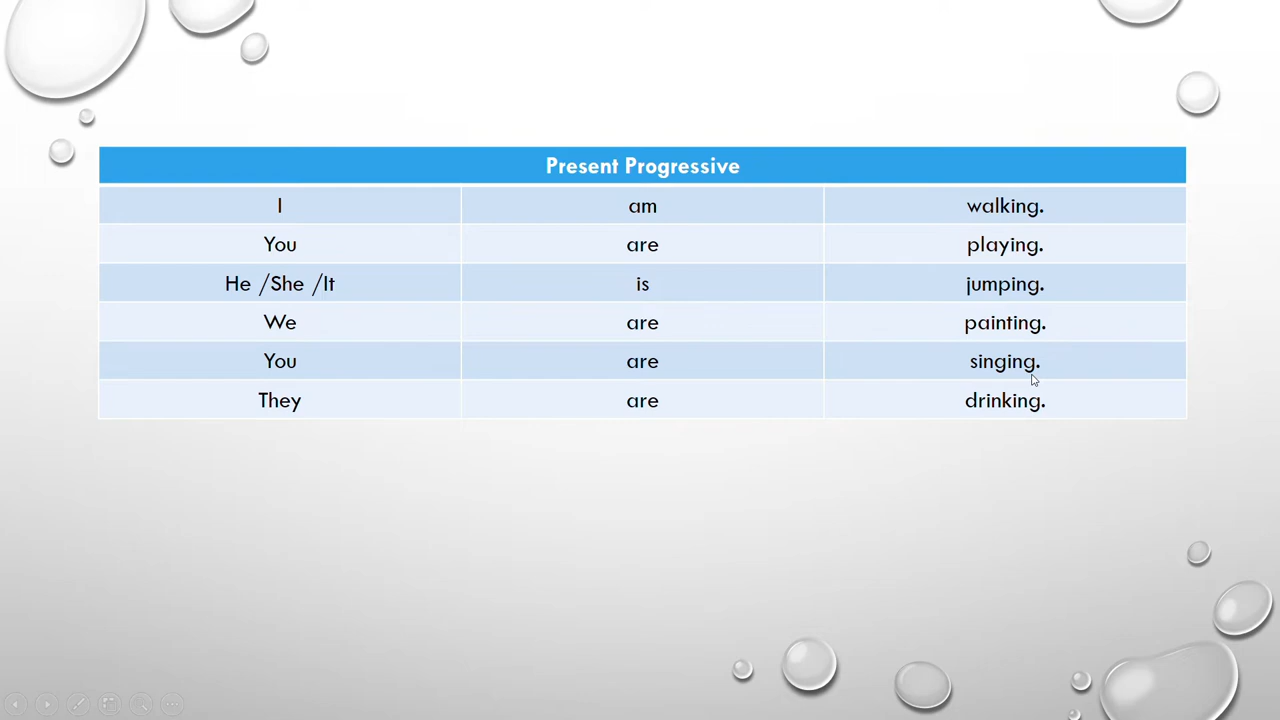 Present Progressive
I am walking.
You are playing.
He /She /It is jumping.
We are painting.
You are singing.
They are drinking.